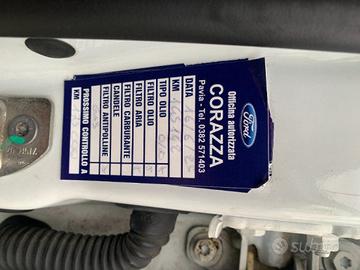 Ford
Officina autorizzata
CORAZZA
Pavia - Tel. 0382 571403
DATA
KM
TIPO OLIO
FILTRO OLIO
FILTRO ARIA
FILTRO CARBURANTE
CANDELE
FILTRO ANTIPOLLINE
PROSSIMO CONTROLLO A
KM
subito